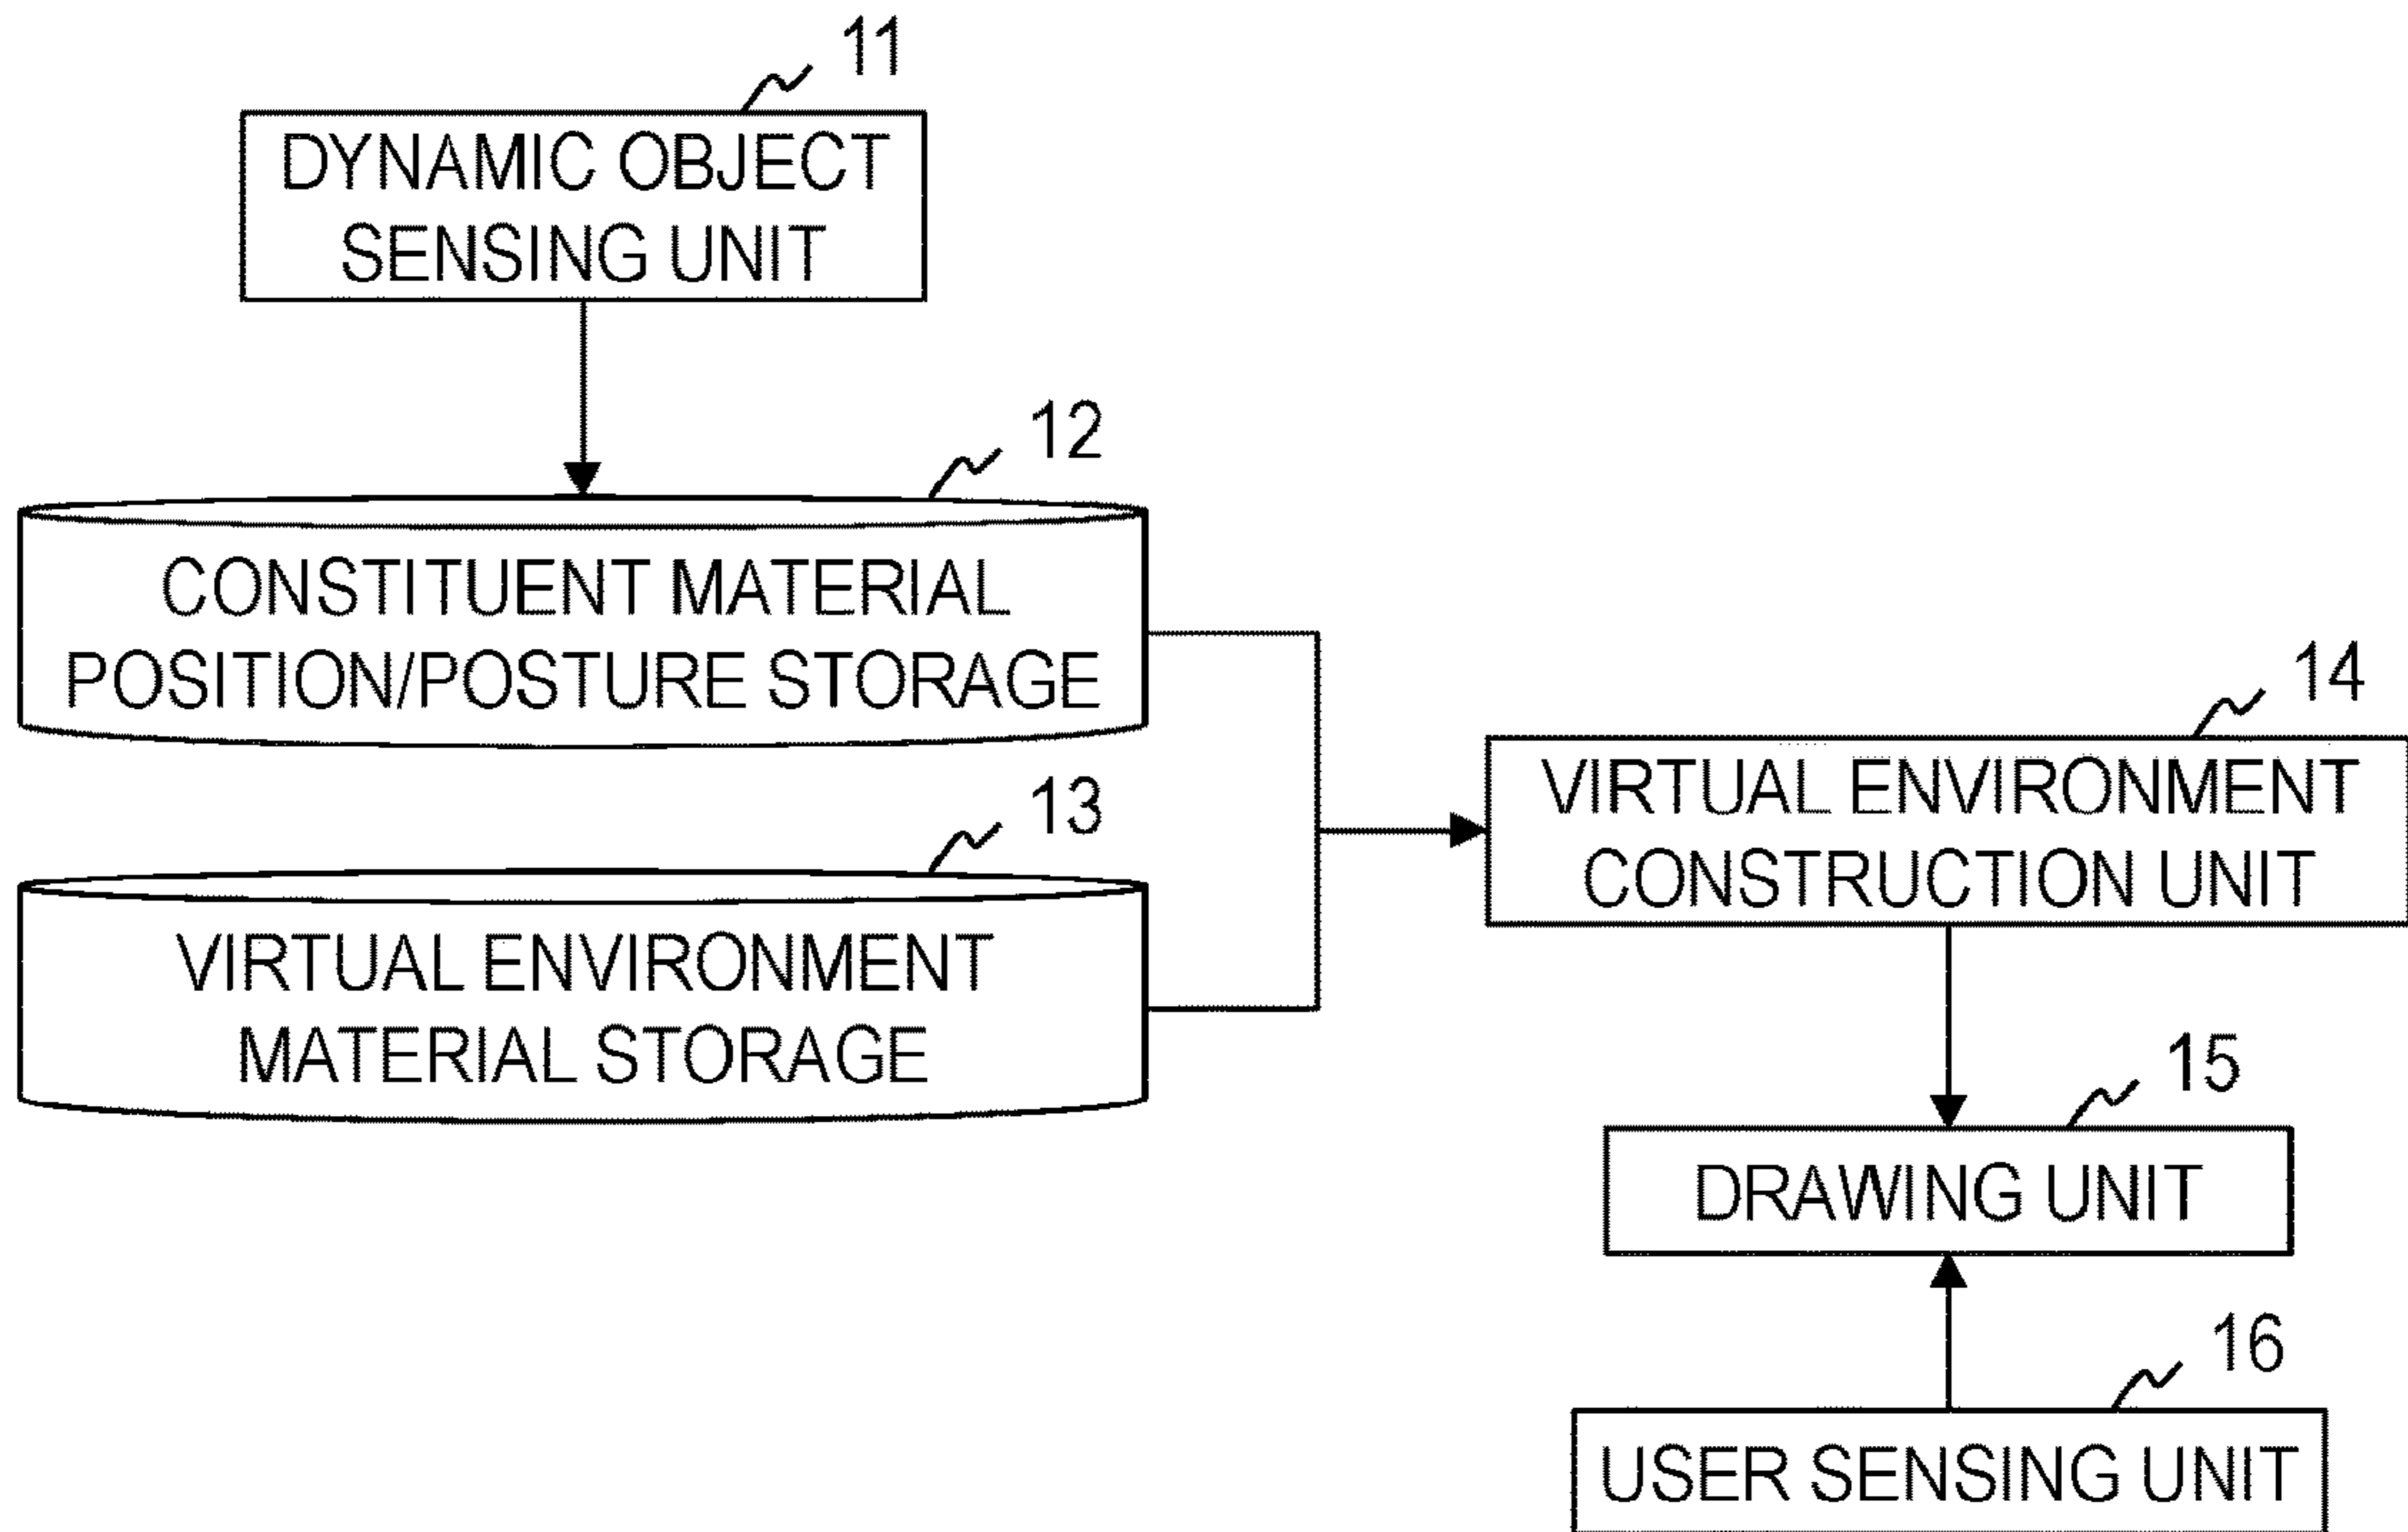 11
DYNAMIC OBJECT
SENSING UNIT
12
CONSTITUENT MATERIAL
POSITION/POSTURE STORAGE
13
VIRTUAL ENVIRONMENT
MATERIAL STORAGE
14
VIRTUAL ENVIRONMENT
CONSTRUCTION UNIT
15
DRAWING UNIT
16
USER SENSING UNIT